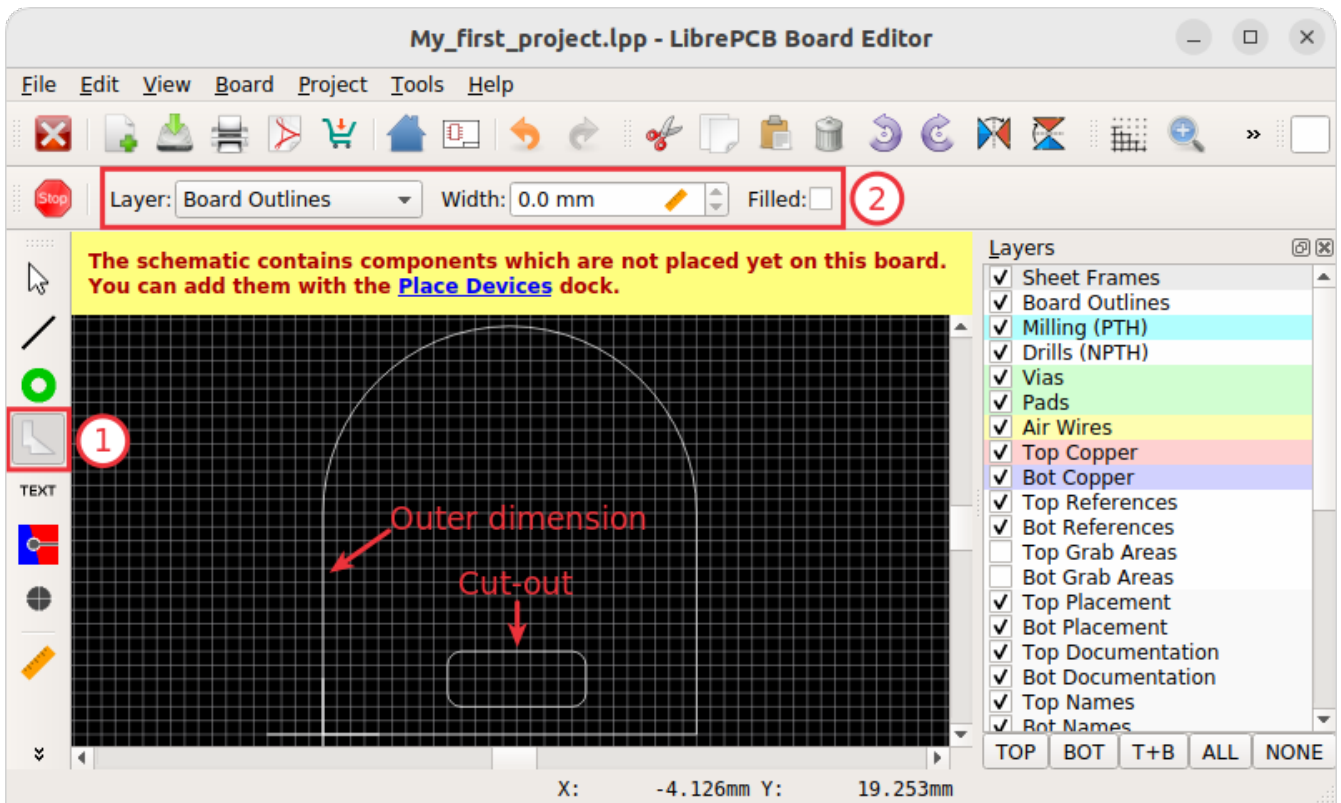 My_first_project.lpp - LibrePCB Board Editor
File Edit View Board Project Tools Help
»
Stop
Layer: Board Outlines Width: 0.0 mm Filled: 2
The schematic contains components which are not placed yet on this board.
You can add them with the Place Devices dock.
1
TEXT
Outer dimension
Cut-out
Layers
Sheet Frames
Board Outlines
Milling (PTH)
Drills (NPTH)
Vias
Pads
Air Wires
Top Copper
Bot Copper
Top References
Bot References
Top Grab Areas
Bot Grab Areas
Top Placement
Bot Placement
Top Documentation
Bot Documentation
Top Names
Bot Names
TOP BOT T+B ALL NONE
X: -4.126mm Y: 19.253mm